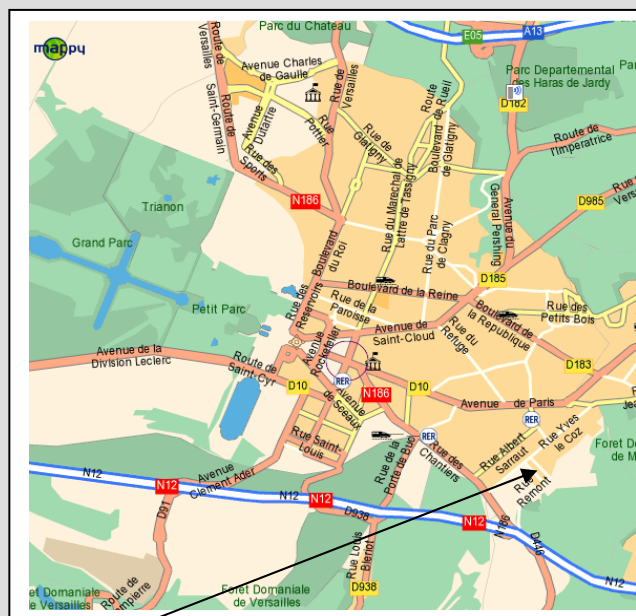 Parc du Chateau
E05
A13
mappy
Route de
Versailles
Avenue Charles
de Gaulle
Rue de
Versailles
Parc Departemental
des Haras de Jardy
D182
Route de
Saint-Germain
Avenue
Dutartre
Rue
Pottier
Rue de
Glatigny
Route
de Rueil
Boulevard
de Glatigny
Route de
l'Imperatrice
Rue des
Sports
Rue du Marechal de
Lattre de Tassigny
Trianon
N186
General Pershing
Avenue du
D985
Grand Parc
Boulevard
du Roi
Rue du Parc
de Clagny
D185
Petit Parc
Rue des
Reservoirs
Boulevard de la Reine
Rue de la
Paroisse
Boulevard de
la Republique
Rue des
Petits Bois
Avenue de
Saint-Cloud
Rue du
Refuge
Avenue de la
Division Leclerc
Route de
Saint-Cyr
Avenue
Rockefeller
D183
D10
RER
N186
D10
Avenue
de Sceaux
Avenue de Paris
RER
RER
Rue Saint-
Louis
Rue de la
Porte de Buc
Rue des
Chantiers
Rue Albert
Sarraut
Rue Yves
le Coz
Rue
Remont
N12
Avenue
Clement Ader
N12
N12
N12
D91
D938
N12
N186
D446
N12
Rue Louis
Bleriot
D938
Foret Domaniale
de Versailles
Route de